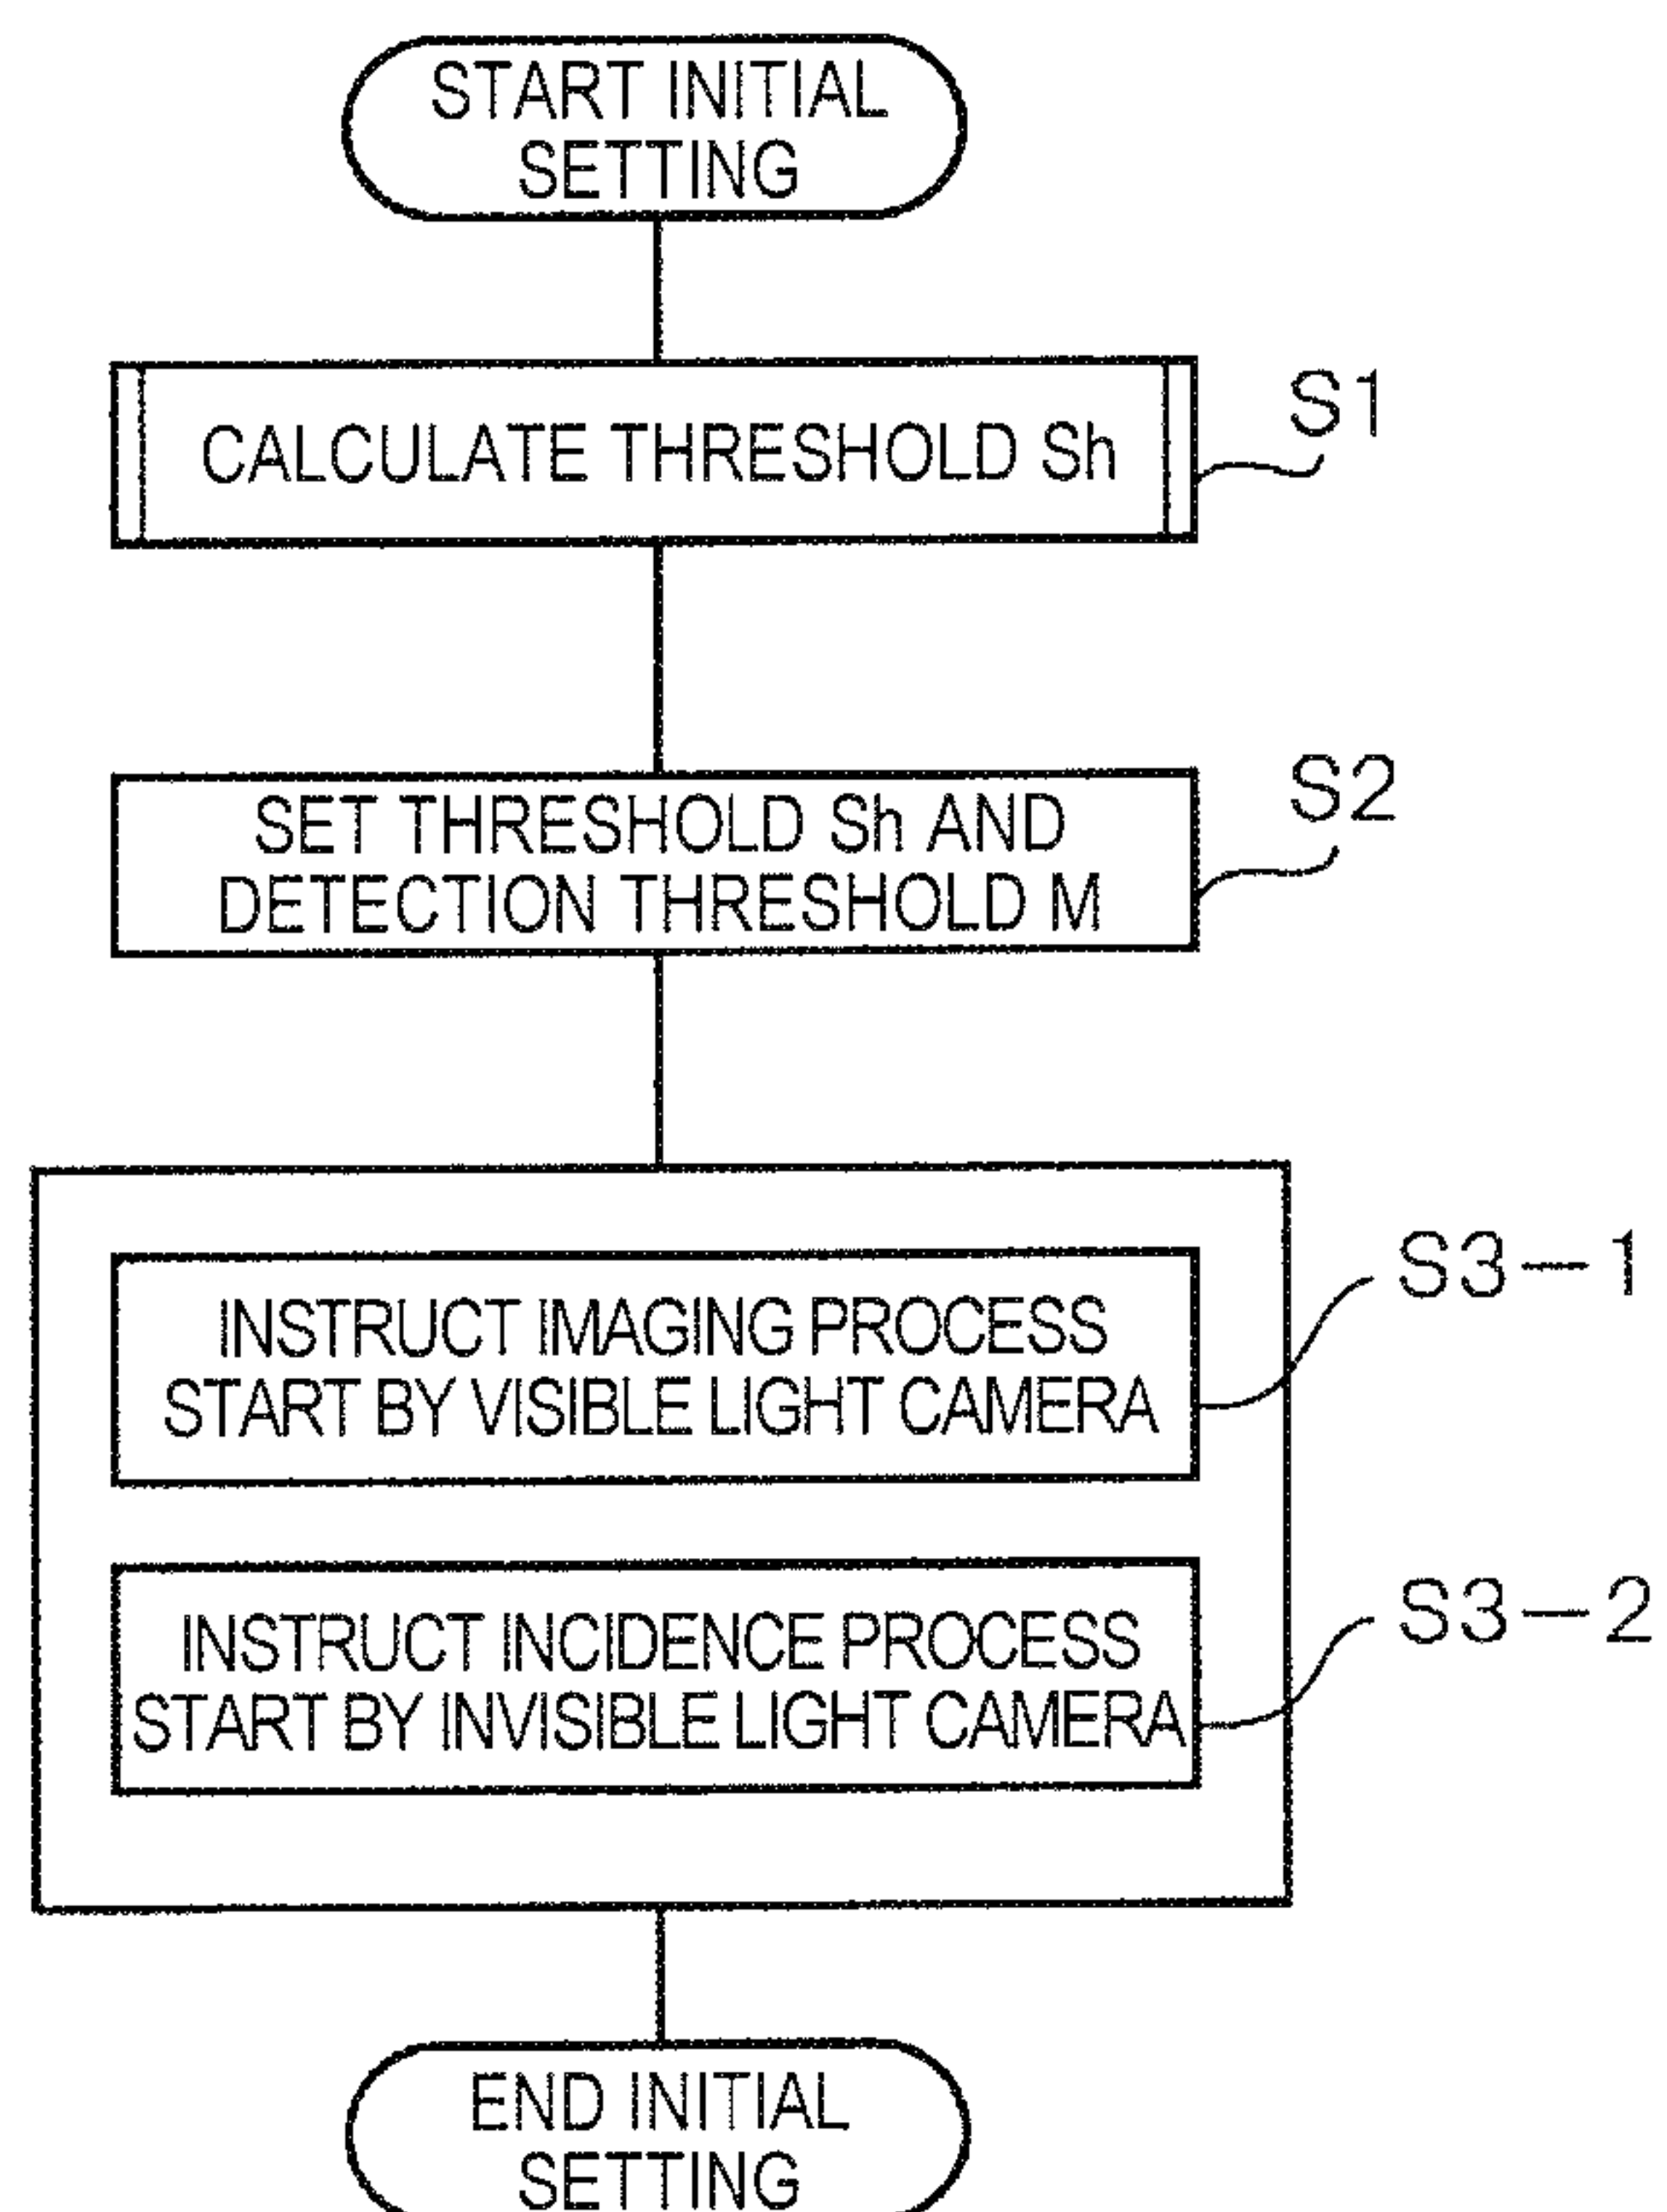 START INITIAL
SETTING
CALCULATE THRESHOLD Sh
S1
SET THRESHOLD Sh AND
DETECTION THRESHOLD M
S2
INSTRUCT IMAGING PROCESS
START BY VISIBLE LIGHT CAMERA
S3-1
INSTRUCT INCIDENCE PROCESS
START BY INVISIBLE LIGHT CAMERA
S3-2
END INITIAL
SETTING